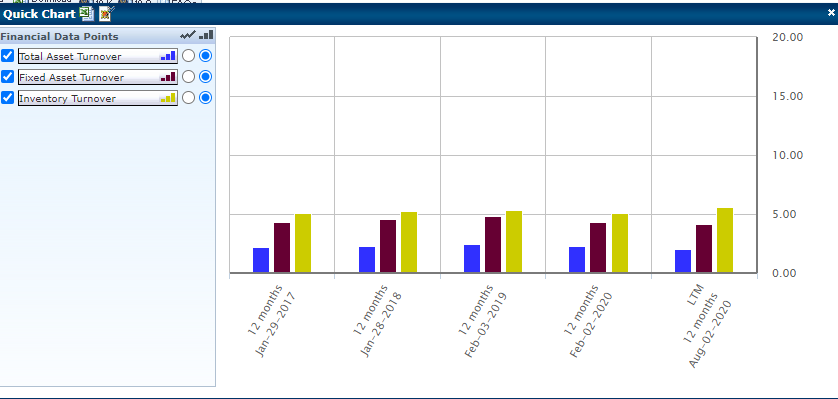 Quick Chart
Financial Data Points
Total Asset Turnover
Fixed Asset Turnover
Inventory Turnover
20.00
15.00
10.00
5.00
0.00
12 months
Jan-29-2017
12 months
Jan-28-2018
12 months
Feb-03-2019
12 months
Feb-02-2020
LTM
12 months
Aug-02-2020